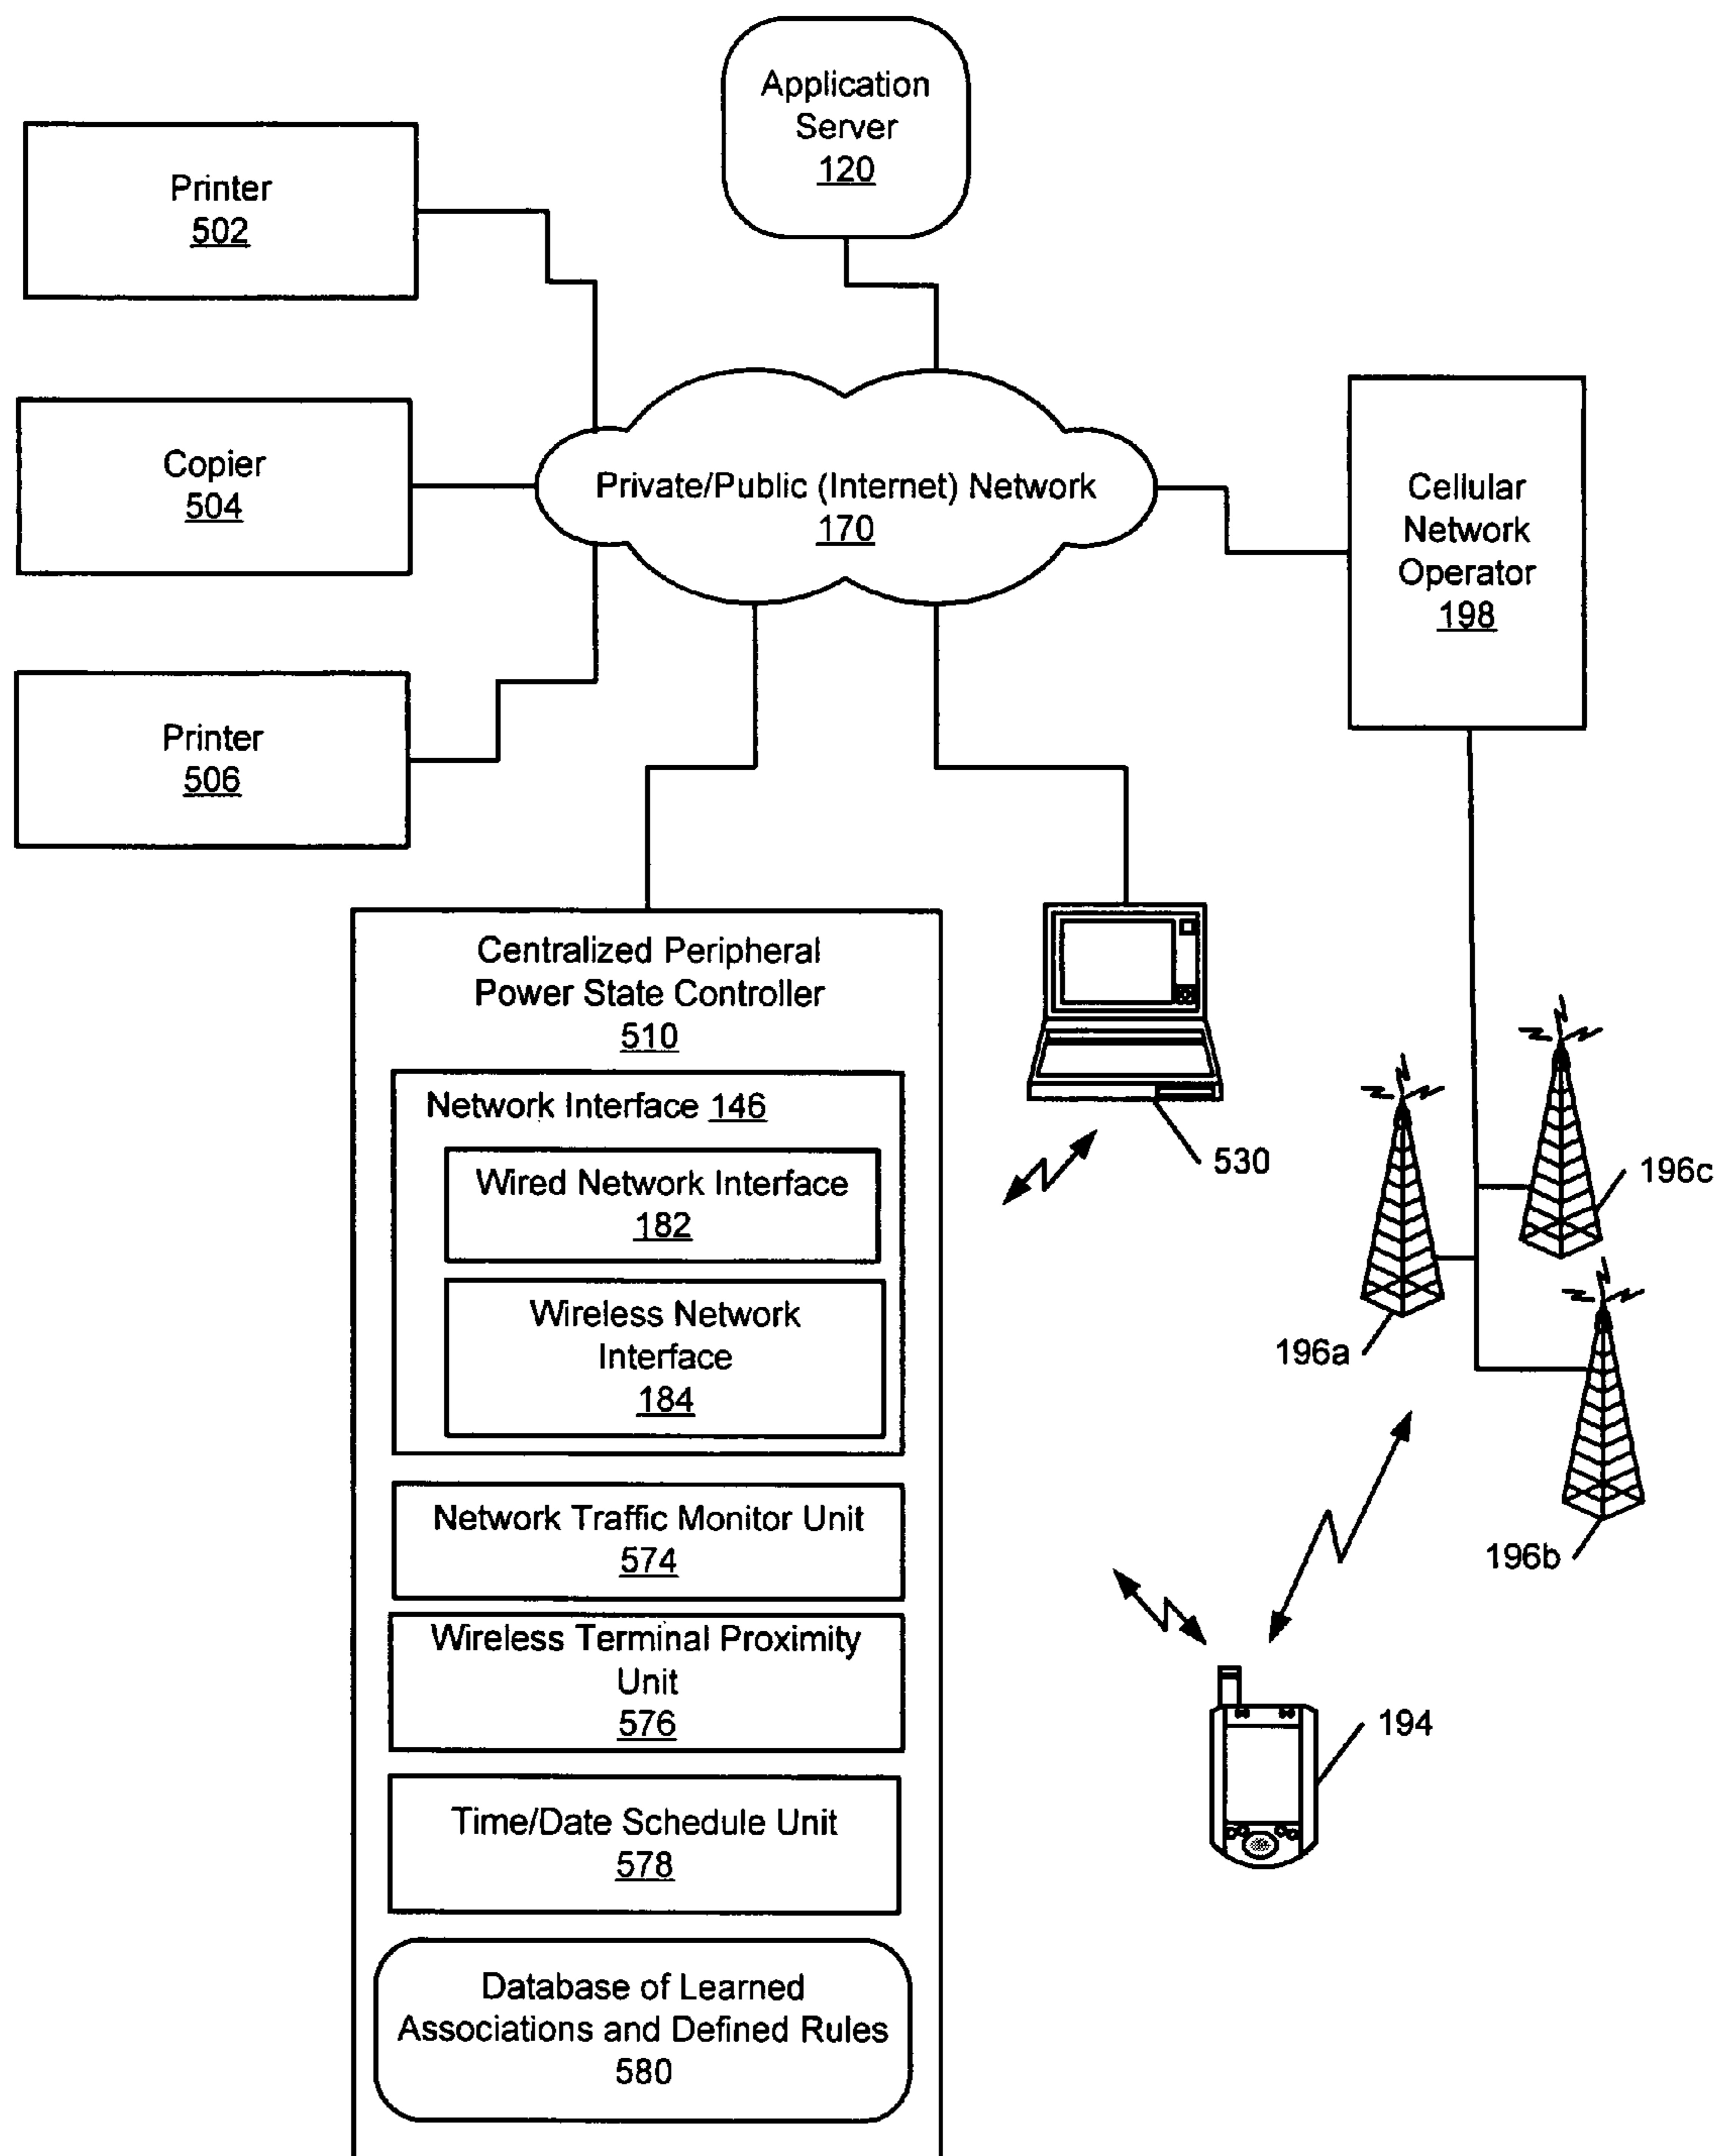 Application
Server
120
Printer
502
Copier
504
Private/Public (Internet) Network
170
Cellular
Network
Operator
198
Printer
506
Centralized Peripheral
Power State Controller
510
Network Interface 146
Wired Network Interface
182
Wireless Network
Interface
184
530
196c
196a
196b
Network Traffic Monitor Unit
574
Wireless Terminal Proximity
Unit
576
194
Time/Date Schedule Unit
578
Database of Learned
Associations and Defined Rules
580